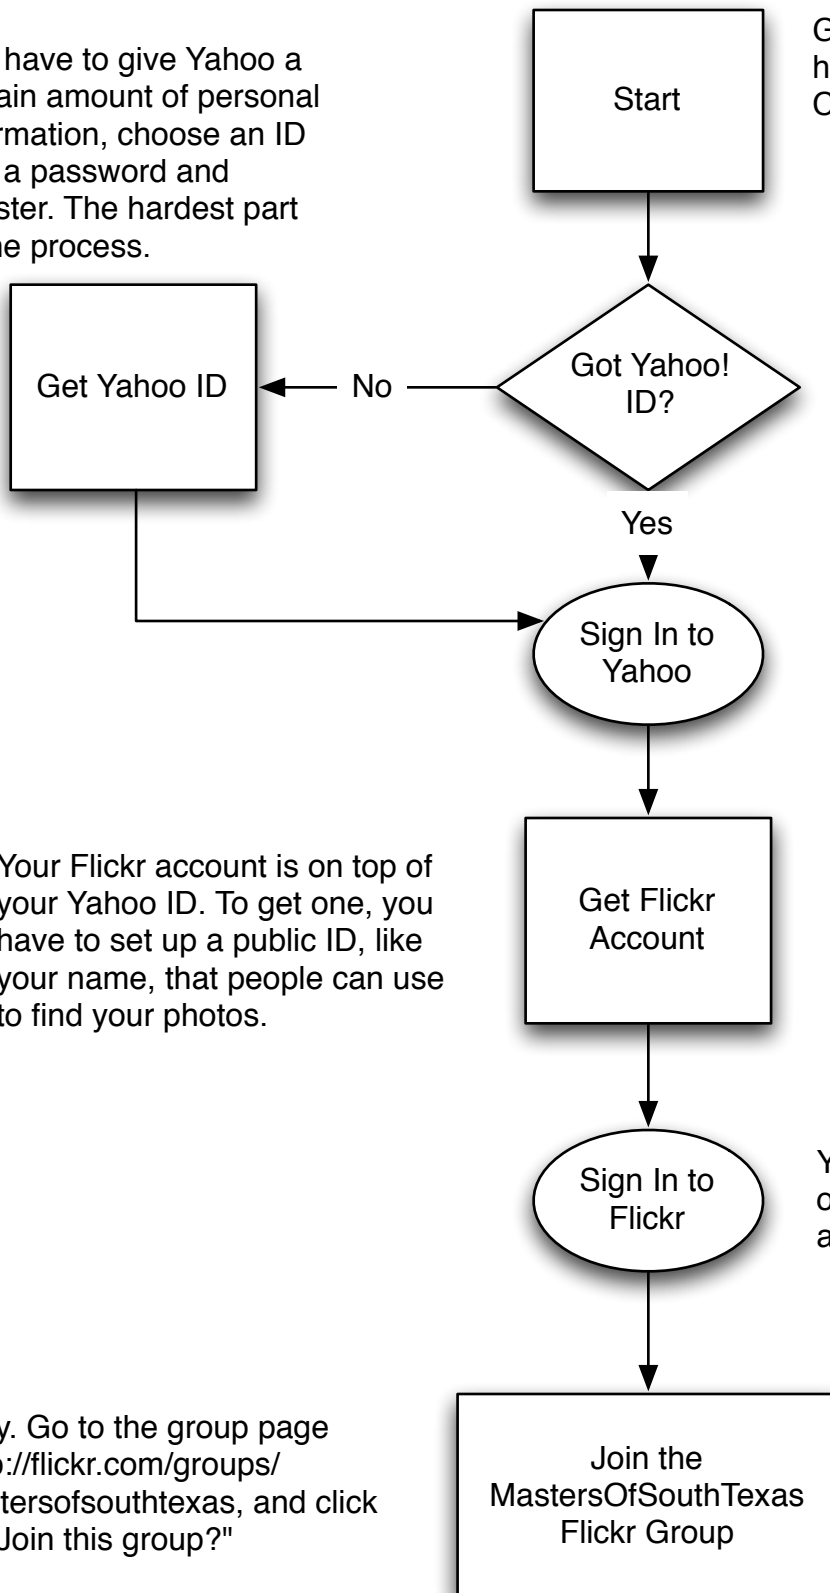 have to give Yahoo a
ain amount of personal
rmation, choose an ID
a password and
ster. The hardest part
ne process.
Start
G
h
C
Get Yahoo ID
No
Got Yahoo!
ID?
Yes
Sign In to
Yahoo
Your Flickr account is on top of
your Yahoo ID. To get one, you
have to set up a public ID, like
your name, that people can use
to find your photos.
Get Flickr
Account
Sign In to
Flickr
Y
o
a
y. Go to the group page
://flickr.com/groups/
tersofsouthtexas, and click
Join this group?"
Join the
MastersOfSouthTexas
Flickr Group